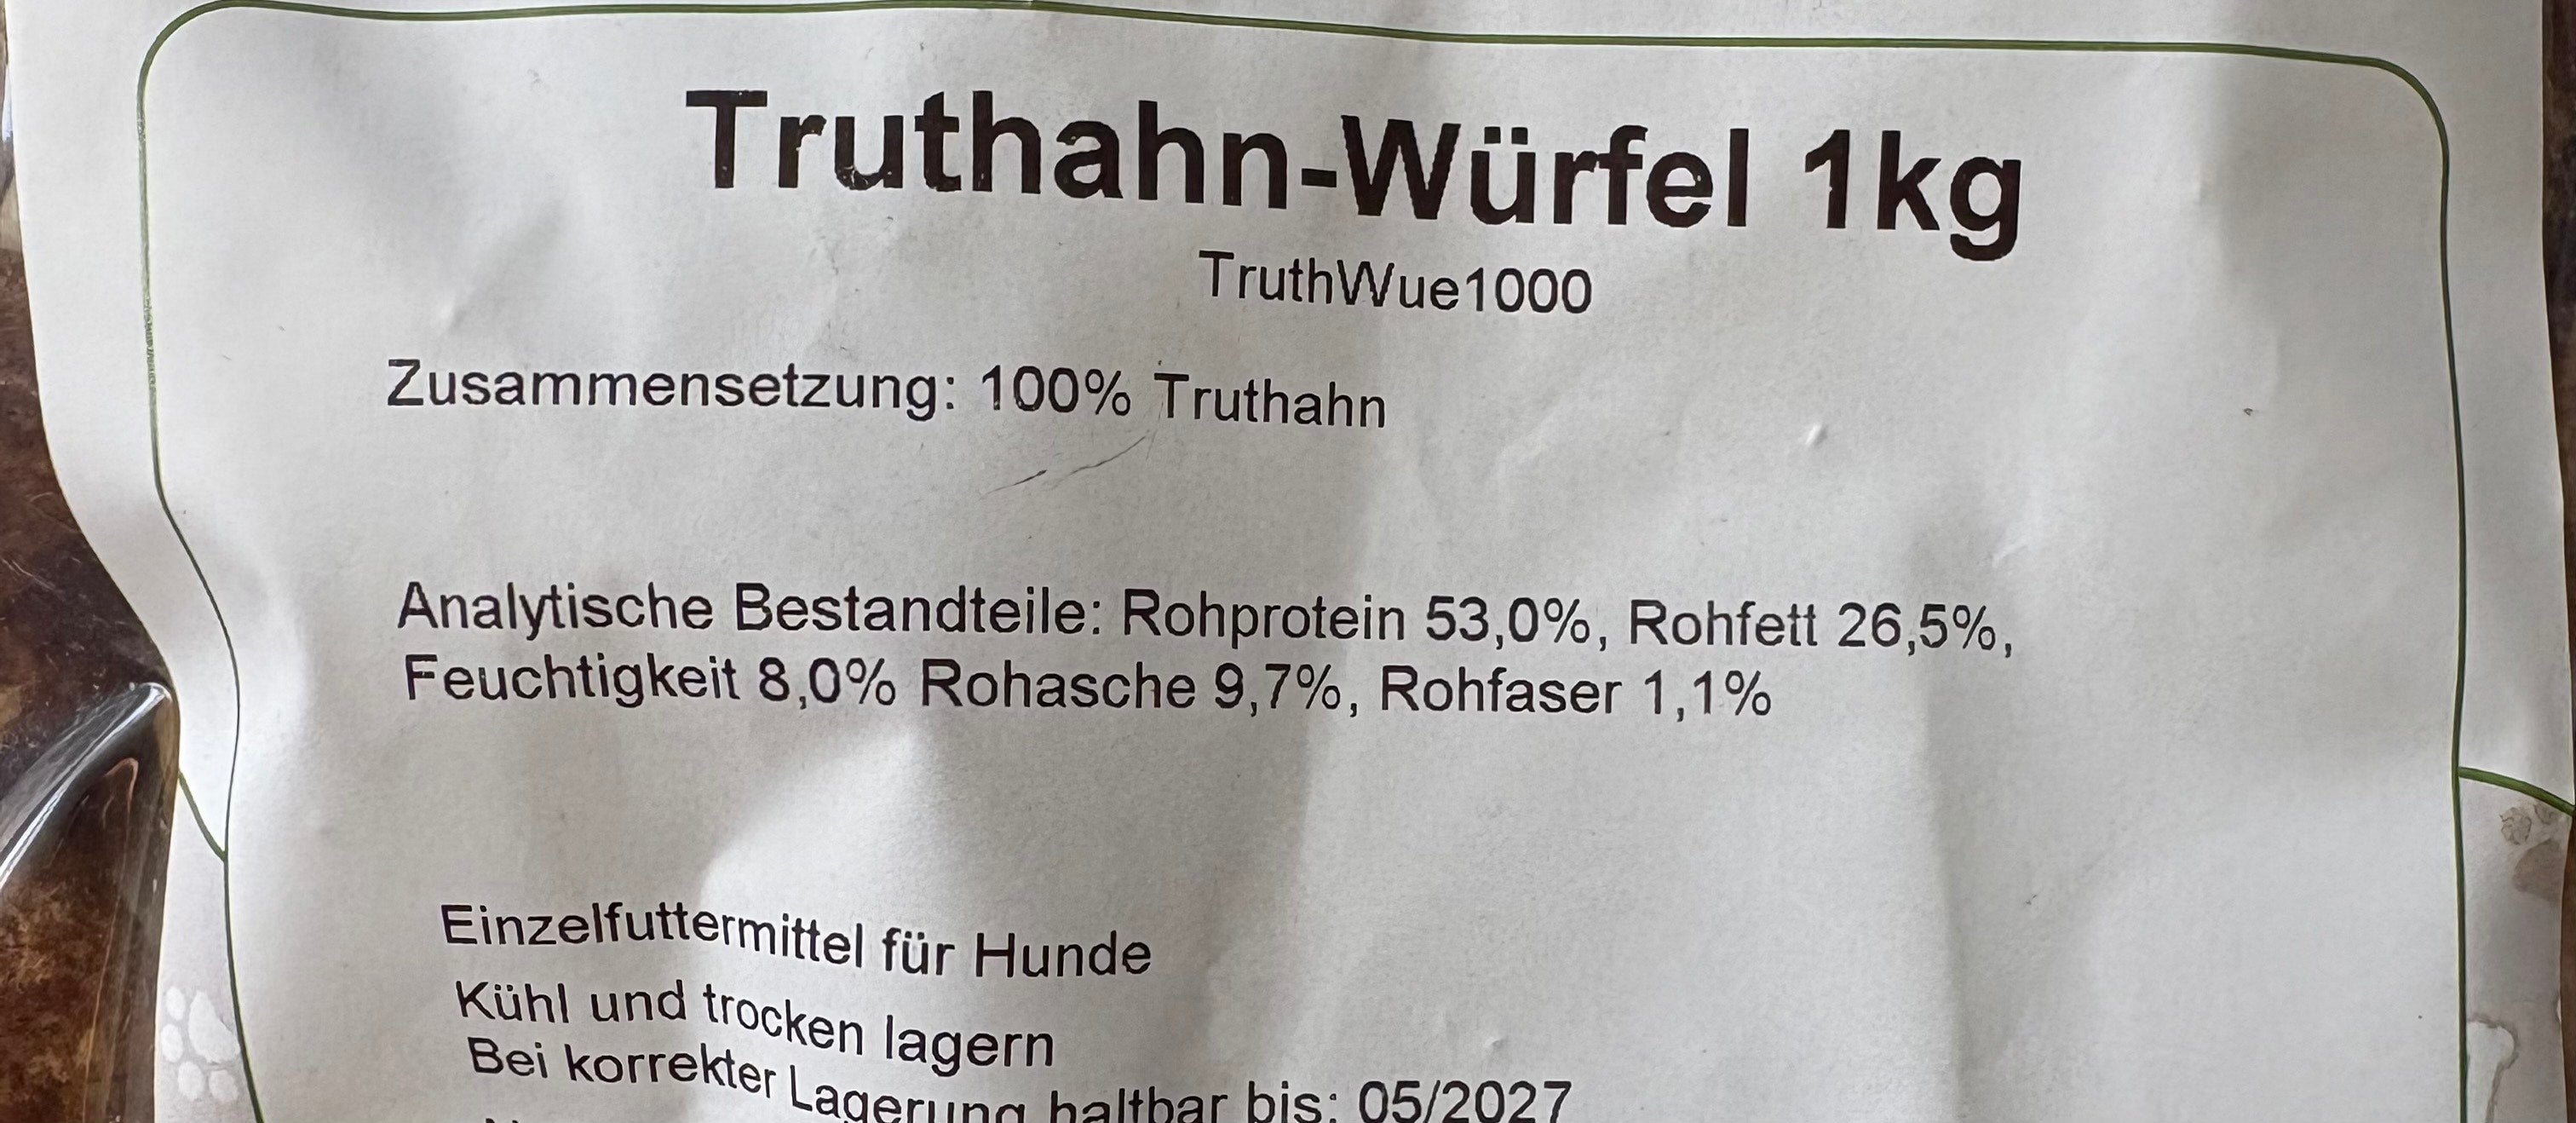 Truthahn-Würfel 1kg
TruthWue1000
Zusammensetzung: 100% Truthahn
Analytische Bestandteile: Rohprotein 53,0%, Rohfett 26,5%,
Feuchtigkeit 8,0% Rohasche 9,7%, Rohfaser 1,1%
Einzelfuttermittel für Hunde
Kühl und trocken lagern
Bei korrekter Lagerung haltbar bis: 05/2027